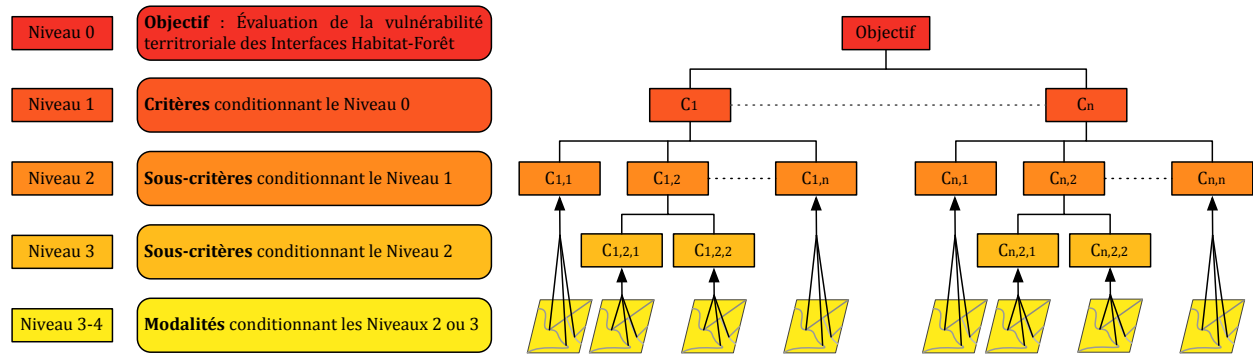 Niveau 0
Objectif : Évaluation de la vulnérabilité
territroriale des Interfaces Habitat-Forêt
Objectif
Niveau 1
Critères conditionnant le Niveau 0
C1
Cn
Niveau 2
Sous-critères conditionnant le Niveau 1
C1,1
C1,2
C1,n
Cn,1
Cn,2
Cn,n
Niveau 3
Sous-critères conditionnant le Niveau 2
C1,2,1
C1,2,2
Cn,2,1
Cn,2,2
Niveau 3-4
Modalités conditionnant les Niveaux 2 ou 3